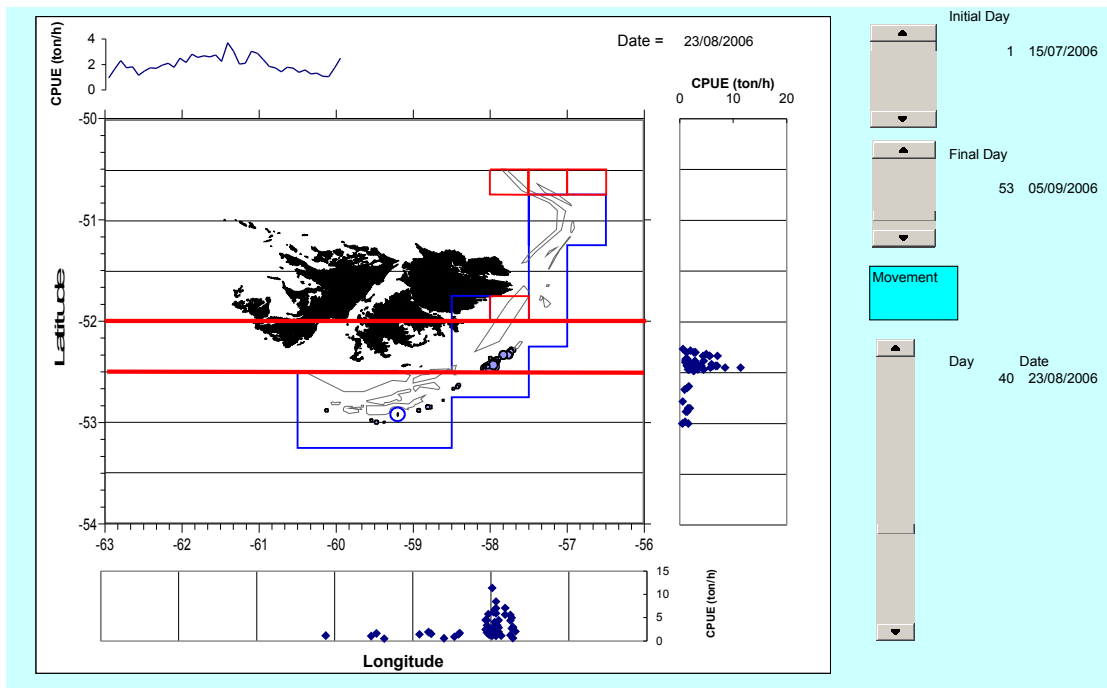 Initial Day
1 15/07/2006
Final Day
53 05/09/2006
Movement
Day Date
40 23/08/2006
Date = 23/08/2006
CPUE (ton/h)
4
2
0
CPUE (ton/h)
0 10 20
Latitude
-50
-51
-52
-53
-54
-63 -62 -61 -60 -59 -58 -57 -56
15
10
5
0
CPUE (ton/h)
Longitude